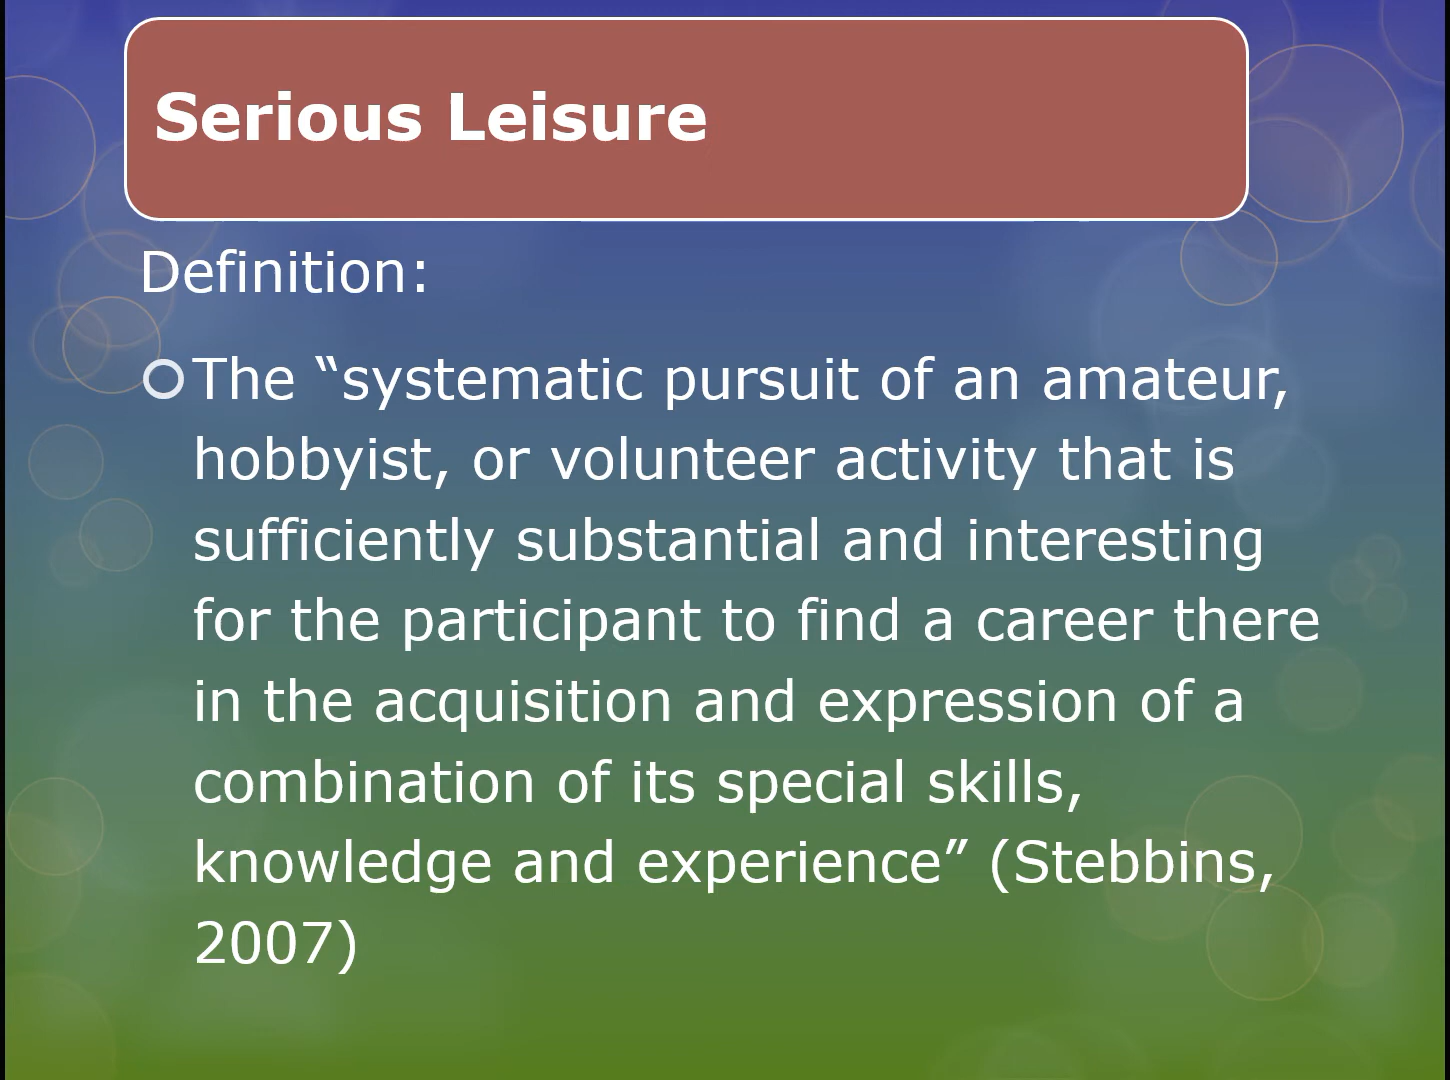 Serious Leisure
Definition:
The “systematic pursuit of an amateur,
hobbyist, or volunteer activity that is
sufficiently substantial and interesting
for the participant to find a career there
in the acquisition and expression of a
combination of its special skills,
knowledge and experience” (Stebbins,
2007)